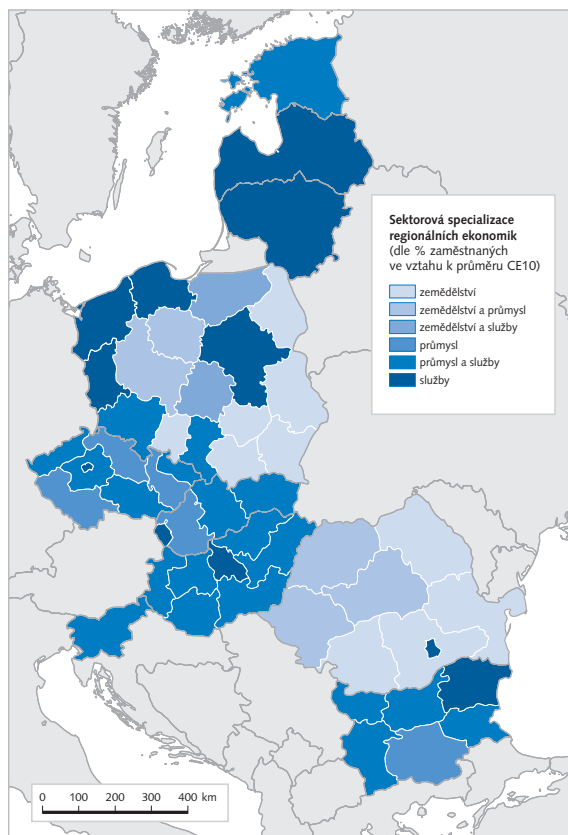 Sektorová specializace
regionálních ekonomik
(dle % zaměstnaných
ve vztahu k průměru CE10)
zemědělství
zemědělství a průmysl
zemědělství a služby
průmysl
průmysl a služby
služby
0 100 200 300 400 km